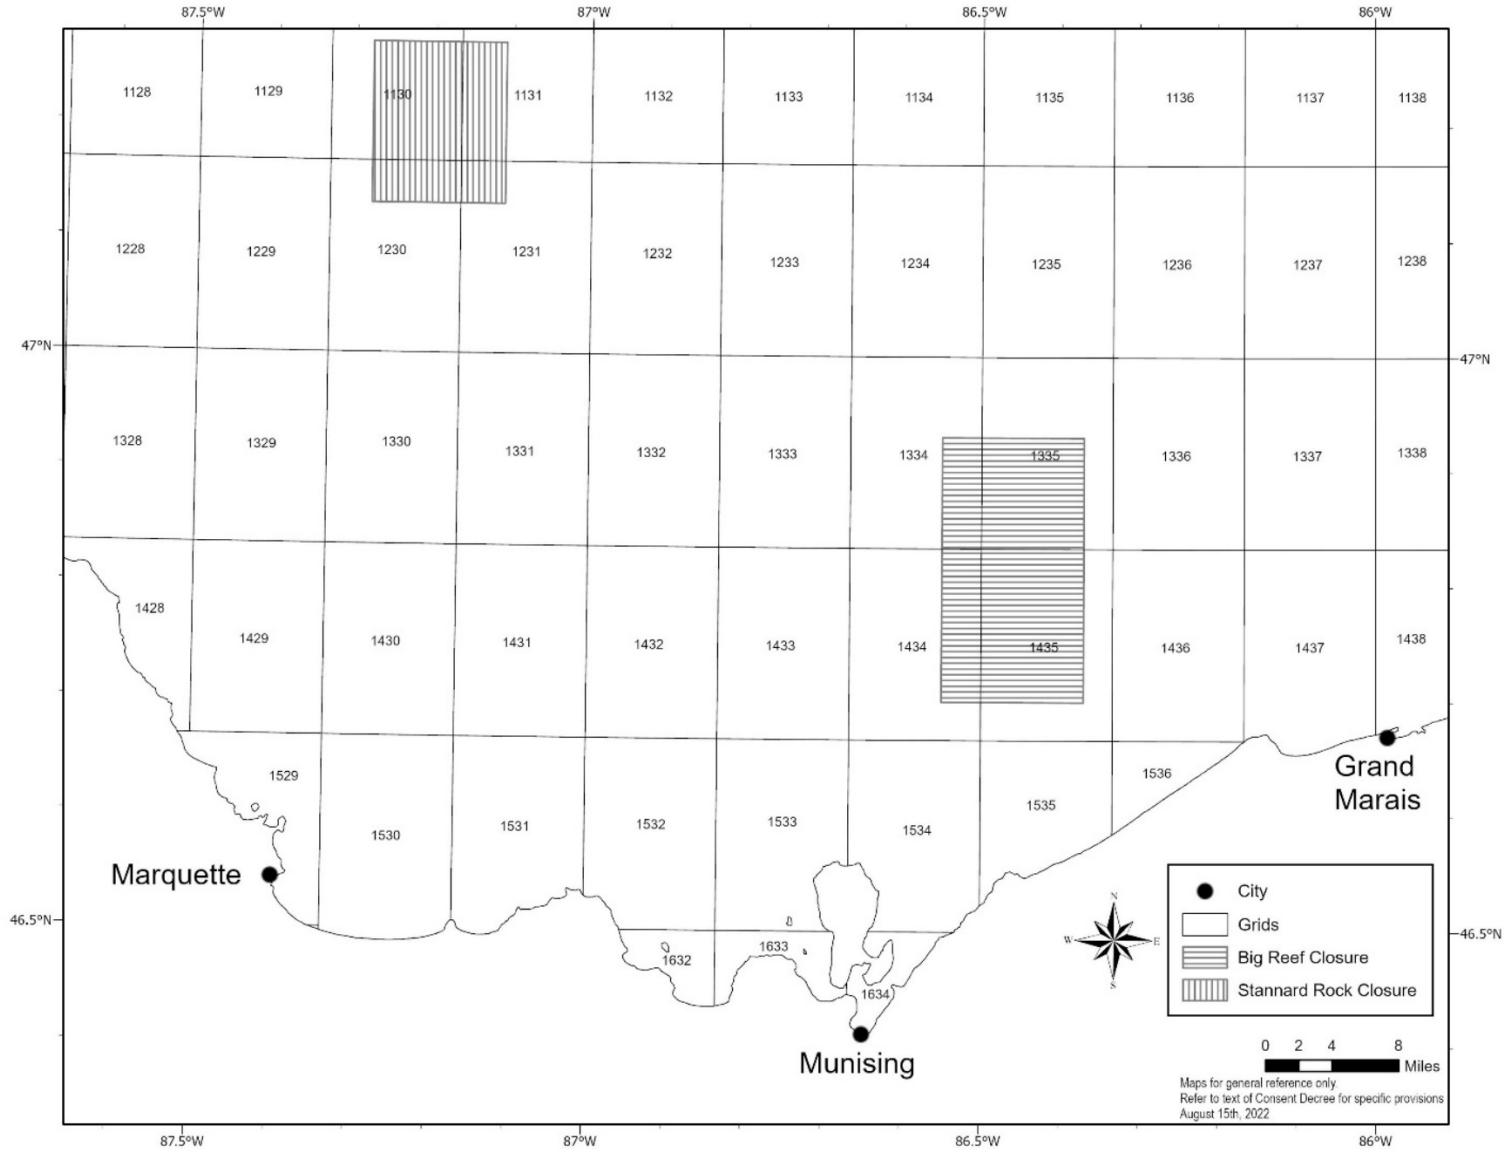 87.5°W 87°W 86.5°W 86°W
1128 1129 1130 1131 1132 1133 1134 1135 1136 1137 1138
1228 1229 1230 1231 1232 1233 1234 1235 1236 1237 1238
47°N 47°N
1328 1329 1330 1331 1332 1333 1334 1335 1336 1337 1338
1428 1429 1430 1431 1432 1433 1434 1435 1436 1437 1438
1529 1530 1531 1532 1533 1534 1535 1536
Grand
Marais
Marquette
46.5°N 46.5°N
1632 1633 1634
Munising
N
W E
S
City
Grids
Big Reef Closure
Stannard Rock Closure
0 2 4 8
Miles
Maps for general reference only.
Refer to text of Consent Decree for specific provisions
August 15th, 2022
87.5°W 87°W 86.5°W 86°W